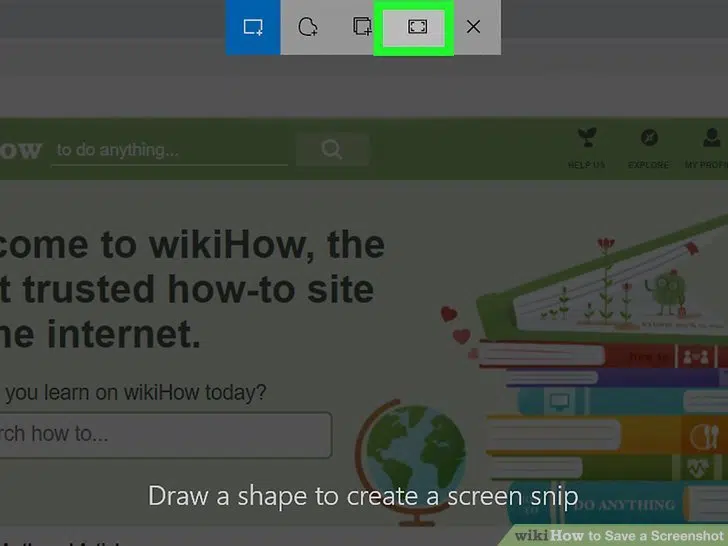 ow to do anything...
HELP US EXPLORE MY PROFI
come to wikiHow, the
t trusted how-to site
ne internet.
you learn on wikiHow today?
rch how to...
How to
Draw a shape to create a screen snip
TO DO ANYTHING
wikiHow to Save a Screenshot